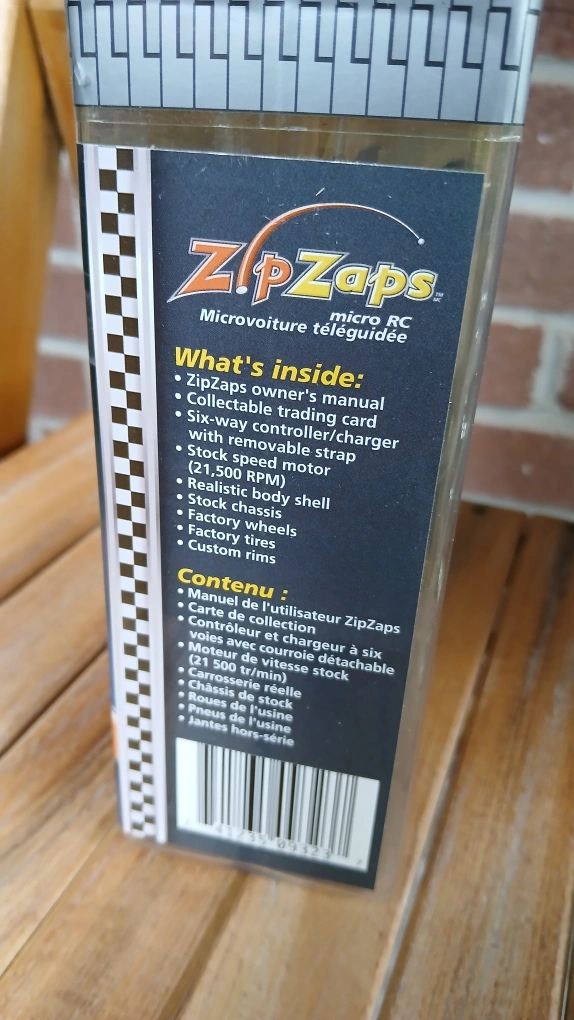 ZipZaps™
MC
micro RC
Microvoiture téléguidée
What's inside:
• ZipZaps owner's manual
• Collectable trading card
• Six-way controller/charger
with removable strap
• Stock speed motor
(21,500 RPM)
• Realistic body shell
• Stock chassis
• Factory wheels
• Factory tires
• Custom rims
Contenu :
• Manuel de l'utilisateur ZipZaps
• Carte de collection
• Contrôleur et chargeur à six
voies avec courroie détachable
• Moteur de vitesse stock
(21 500 tr/min)
• Carrosserie réelle
• Châssis de stock
• Roues de l'usine
• Pneus de l'usine
• Jantes hors-série